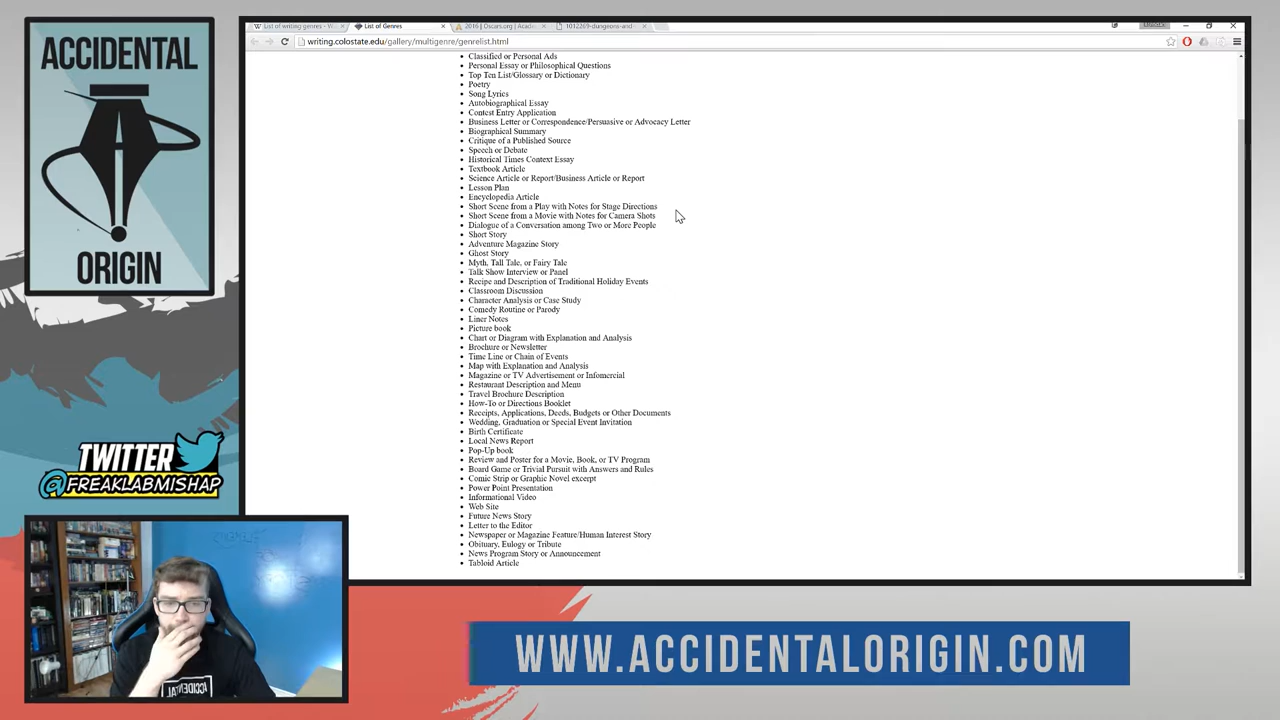 ACCIDENTAL
ORIGIN
List of writing genres - W
List of Genres
2016 | Oscars.org | Acade
1012269-dungeons-and
writing.colostate.edu/gallery/multigenre/genrelist.html
• Classified or Personal Ads
• Personal Essay or Philosophical Questions
• Top Ten List/Glossary or Dictionary
• Poetry
• Song Lyrics
• Autobiographical Essay
• Contest Entry Application
• Business Letter or Correspondence/Persuasive or Advocacy Letter
• Biographical Summary
• Critique of a Published Source
• Speech or Debate
• Historical Times Context Essay
• Textbook Article
• Science Article or Report/Business Article or Report
• Lesson Plan
• Encyclopedia Article
• Short Scene from a Play with Notes for Stage Directions
• Short Scene from a Movie with Notes for Camera Shots
• Dialogue of a Conversation among Two or More People
• Short Story
• Adventure Magazine Story
• Ghost Story
• Myth, Tall Tale, or Fairy Tale
• Talk Show Interview or Panel
• Recipe and Description of Traditional Holiday Events
• Classroom Discussion
• Character Analysis or Case Study
• Comedy Routine or Parody
• Liner Notes
• Picture book
• Chart or Diagram with Explanation and Analysis
• Brochure or Newsletter
• Time Line or Chain of Events
• Map with Explanation and Analysis
• Magazine or TV Advertisement or Infomercial
• Restaurant Description and Menu
• Travel Brochure Description
• How-To or Directions Booklet
• Receipts, Applications, Deeds, Budgets or Other Documents
• Wedding, Graduation or Special Event Invitation
• Birth Certificate
• Local News Report
• Pop-Up book
• Review and Poster for a Movie, Book, or TV Program
• Board Game or Trivial Pursuit with Answers and Rules
• Comic Strip or Graphic Novel excerpt
• Power Point Presentation
• Informational Video
• Web Site
• Future News Story
• Letter to the Editor
• Newspaper or Magazine Feature/Human Interest Story
• Obituary, Eulogy or Tribute
• News Program Story or Announcement
• Tabloid Article
TWITTER
@FREAKLABMISHAP
WWW.ACCIDENTALORIGIN.COM